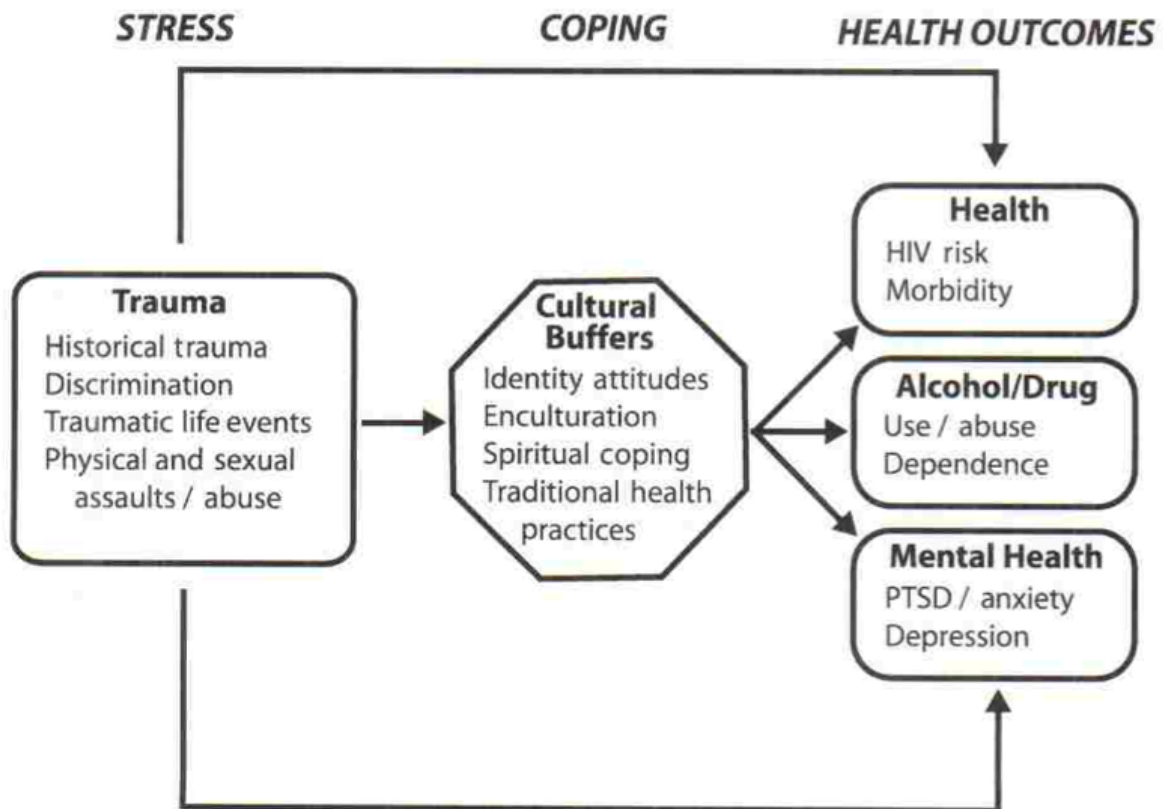 STRESS
COPING
HEALTH OUTCOMES
Trauma
Historical trauma
Discrimination
Traumatic life events
Physical and sexual
assaults / abuse
Cultural
Buffers
Identity attitudes
Enculturation
Spiritual coping
Traditional health
practices
Health
HIV risk
Morbidity
Alcohol/Drug
Use / abuse
Dependence
Mental Health
PTSD / anxiety
Depression